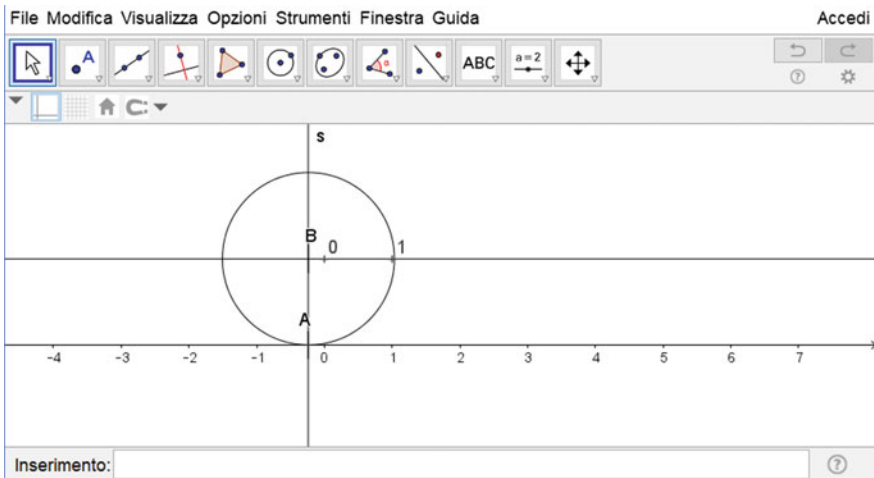 File Modifica Visualizza Opzioni Strumenti Finestra Guida Accedi
A α ABC a=2
s
B 0 1
A
-4 -3 -2 -1 0 1 2 3 4 5 6 7
Inserimento: